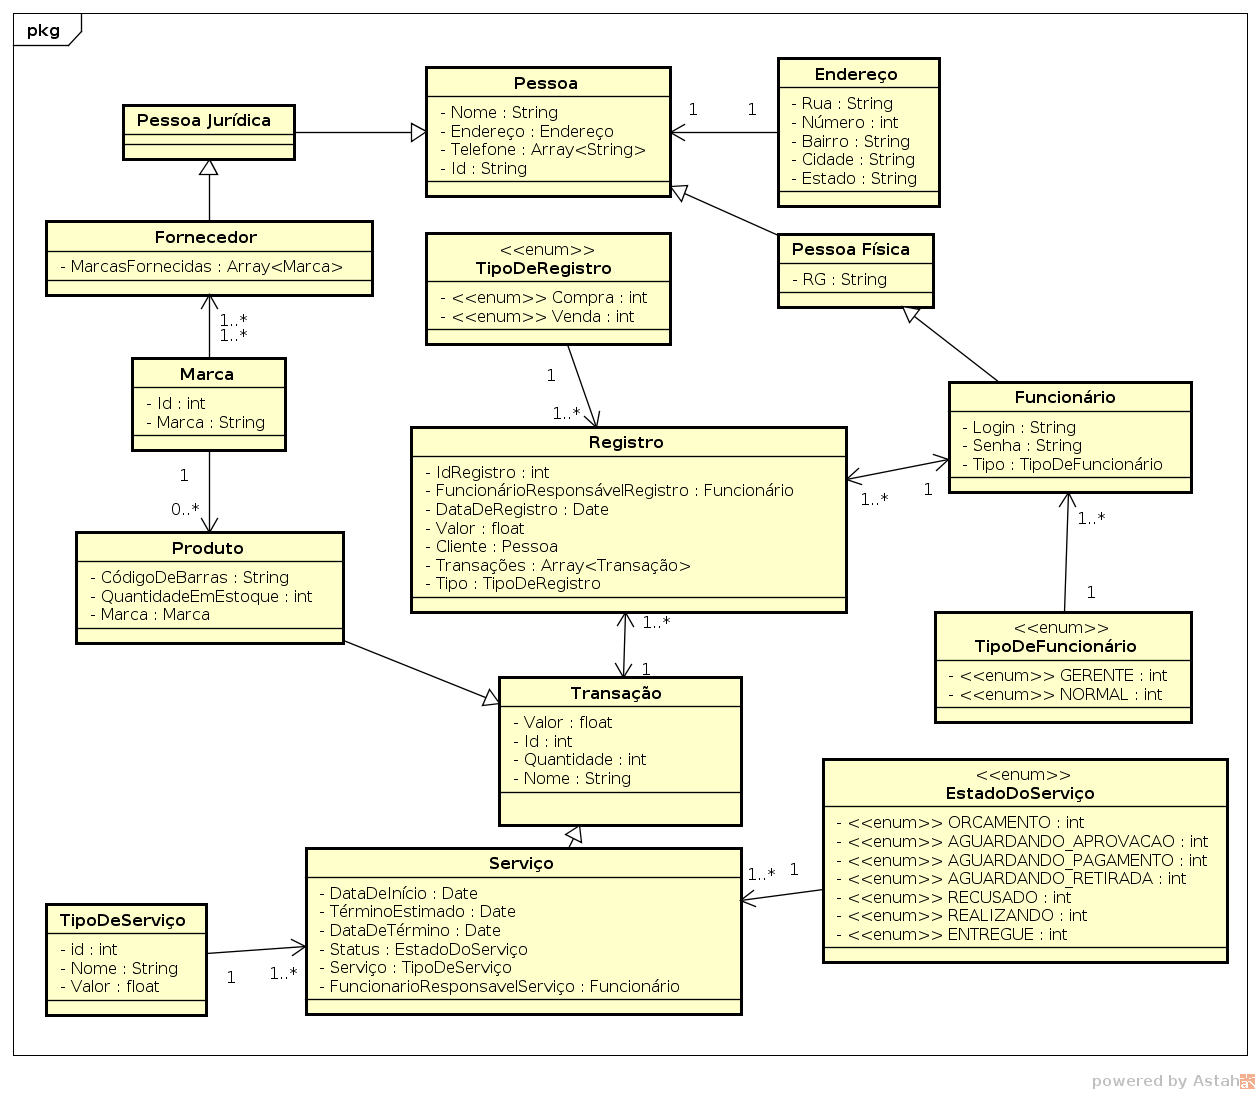 pkg
Pessoa
- Nome : String
- Endereço : Endereço
- Telefone : Array<String>
- Id : String
1
1
Endereço
- Rua : String
- Número : int
- Bairro : String
- Cidade : String
- Estado : String
Pessoa Jurídica
Fornecedor
- MarcasFornecidas : Array<Marca>
<<enum>>
TipoDeRegistro
- <<enum>> Compra : int
- <<enum>> Venda : int
Pessoa Física
- RG : String
1..*
1..*
Marca
- Id : int
- Marca : String
1
1..*
Funcionário
- Login : String
- Senha : String
- Tipo : TipoDeFuncionário
Registro
- IdRegistro : int
- FuncionárioResponsávelRegistro : Funcionário
- DataDeRegistro : Date
- Valor : float
- Cliente : Pessoa
- Transações : Array<Transação>
- Tipo : TipoDeRegistro
1..*
1
1
0..*
1..*
1
Produto
- CódigoDeBarras : String
- QuantidadeEmEstoque : int
- Marca : Marca
<<enum>>
TipoDeFuncionário
- <<enum>> GERENTE : int
- <<enum>> NORMAL : int
1..*
1
Transação
- Valor : float
- Id : int
- Quantidade : int
- Nome : String
<<enum>>
EstadoDoServiço
- <<enum>> ORCAMENTO : int
- <<enum>> AGUARDANDO_APROVACAO : int
- <<enum>> AGUARDANDO_PAGAMENTO : int
- <<enum>> AGUARDANDO_RETIRADA : int
- <<enum>> RECUSADO : int
- <<enum>> REALIZANDO : int
- <<enum>> ENTREGUE : int
1..*
1
Serviço
- DataDeInício : Date
- TérminoEstimado : Date
- DataDeTérmino : Date
- Status : EstadoDoServiço
- Serviço : TipoDeServiço
- FuncionarioResponsavelServiço : Funcionário
TipoDeServiço
- id : int
- Nome : String
- Valor : float
1
1..*
powered by Astah